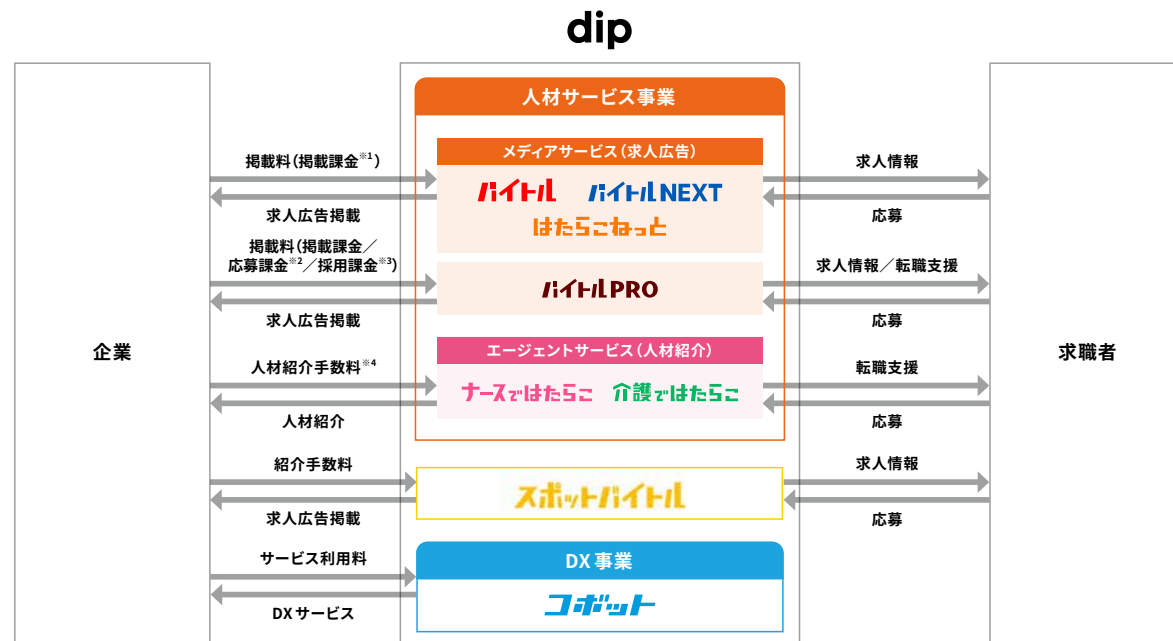 dip
人材サービス事業
メディアサービス（求人広告）
掲載料（掲載課金※1）
求人情報
バイトル バイトルNEXT
求人広告掲載
応募
はたらこねっと
掲載料（掲載課金／
応募課金※2／採用課金※3）
求人情報／転職支援
バイトルPRO
求人広告掲載
応募
企業
求職者
エージェントサービス（人材紹介）
人材紹介手数料※4
転職支援
ナースではたらこ 介護ではたらこ
人材紹介
応募
紹介手数料
求人情報
スポットバイトル
求人広告掲載
応募
サービス利用料
DX事業
コボット
DXサービス